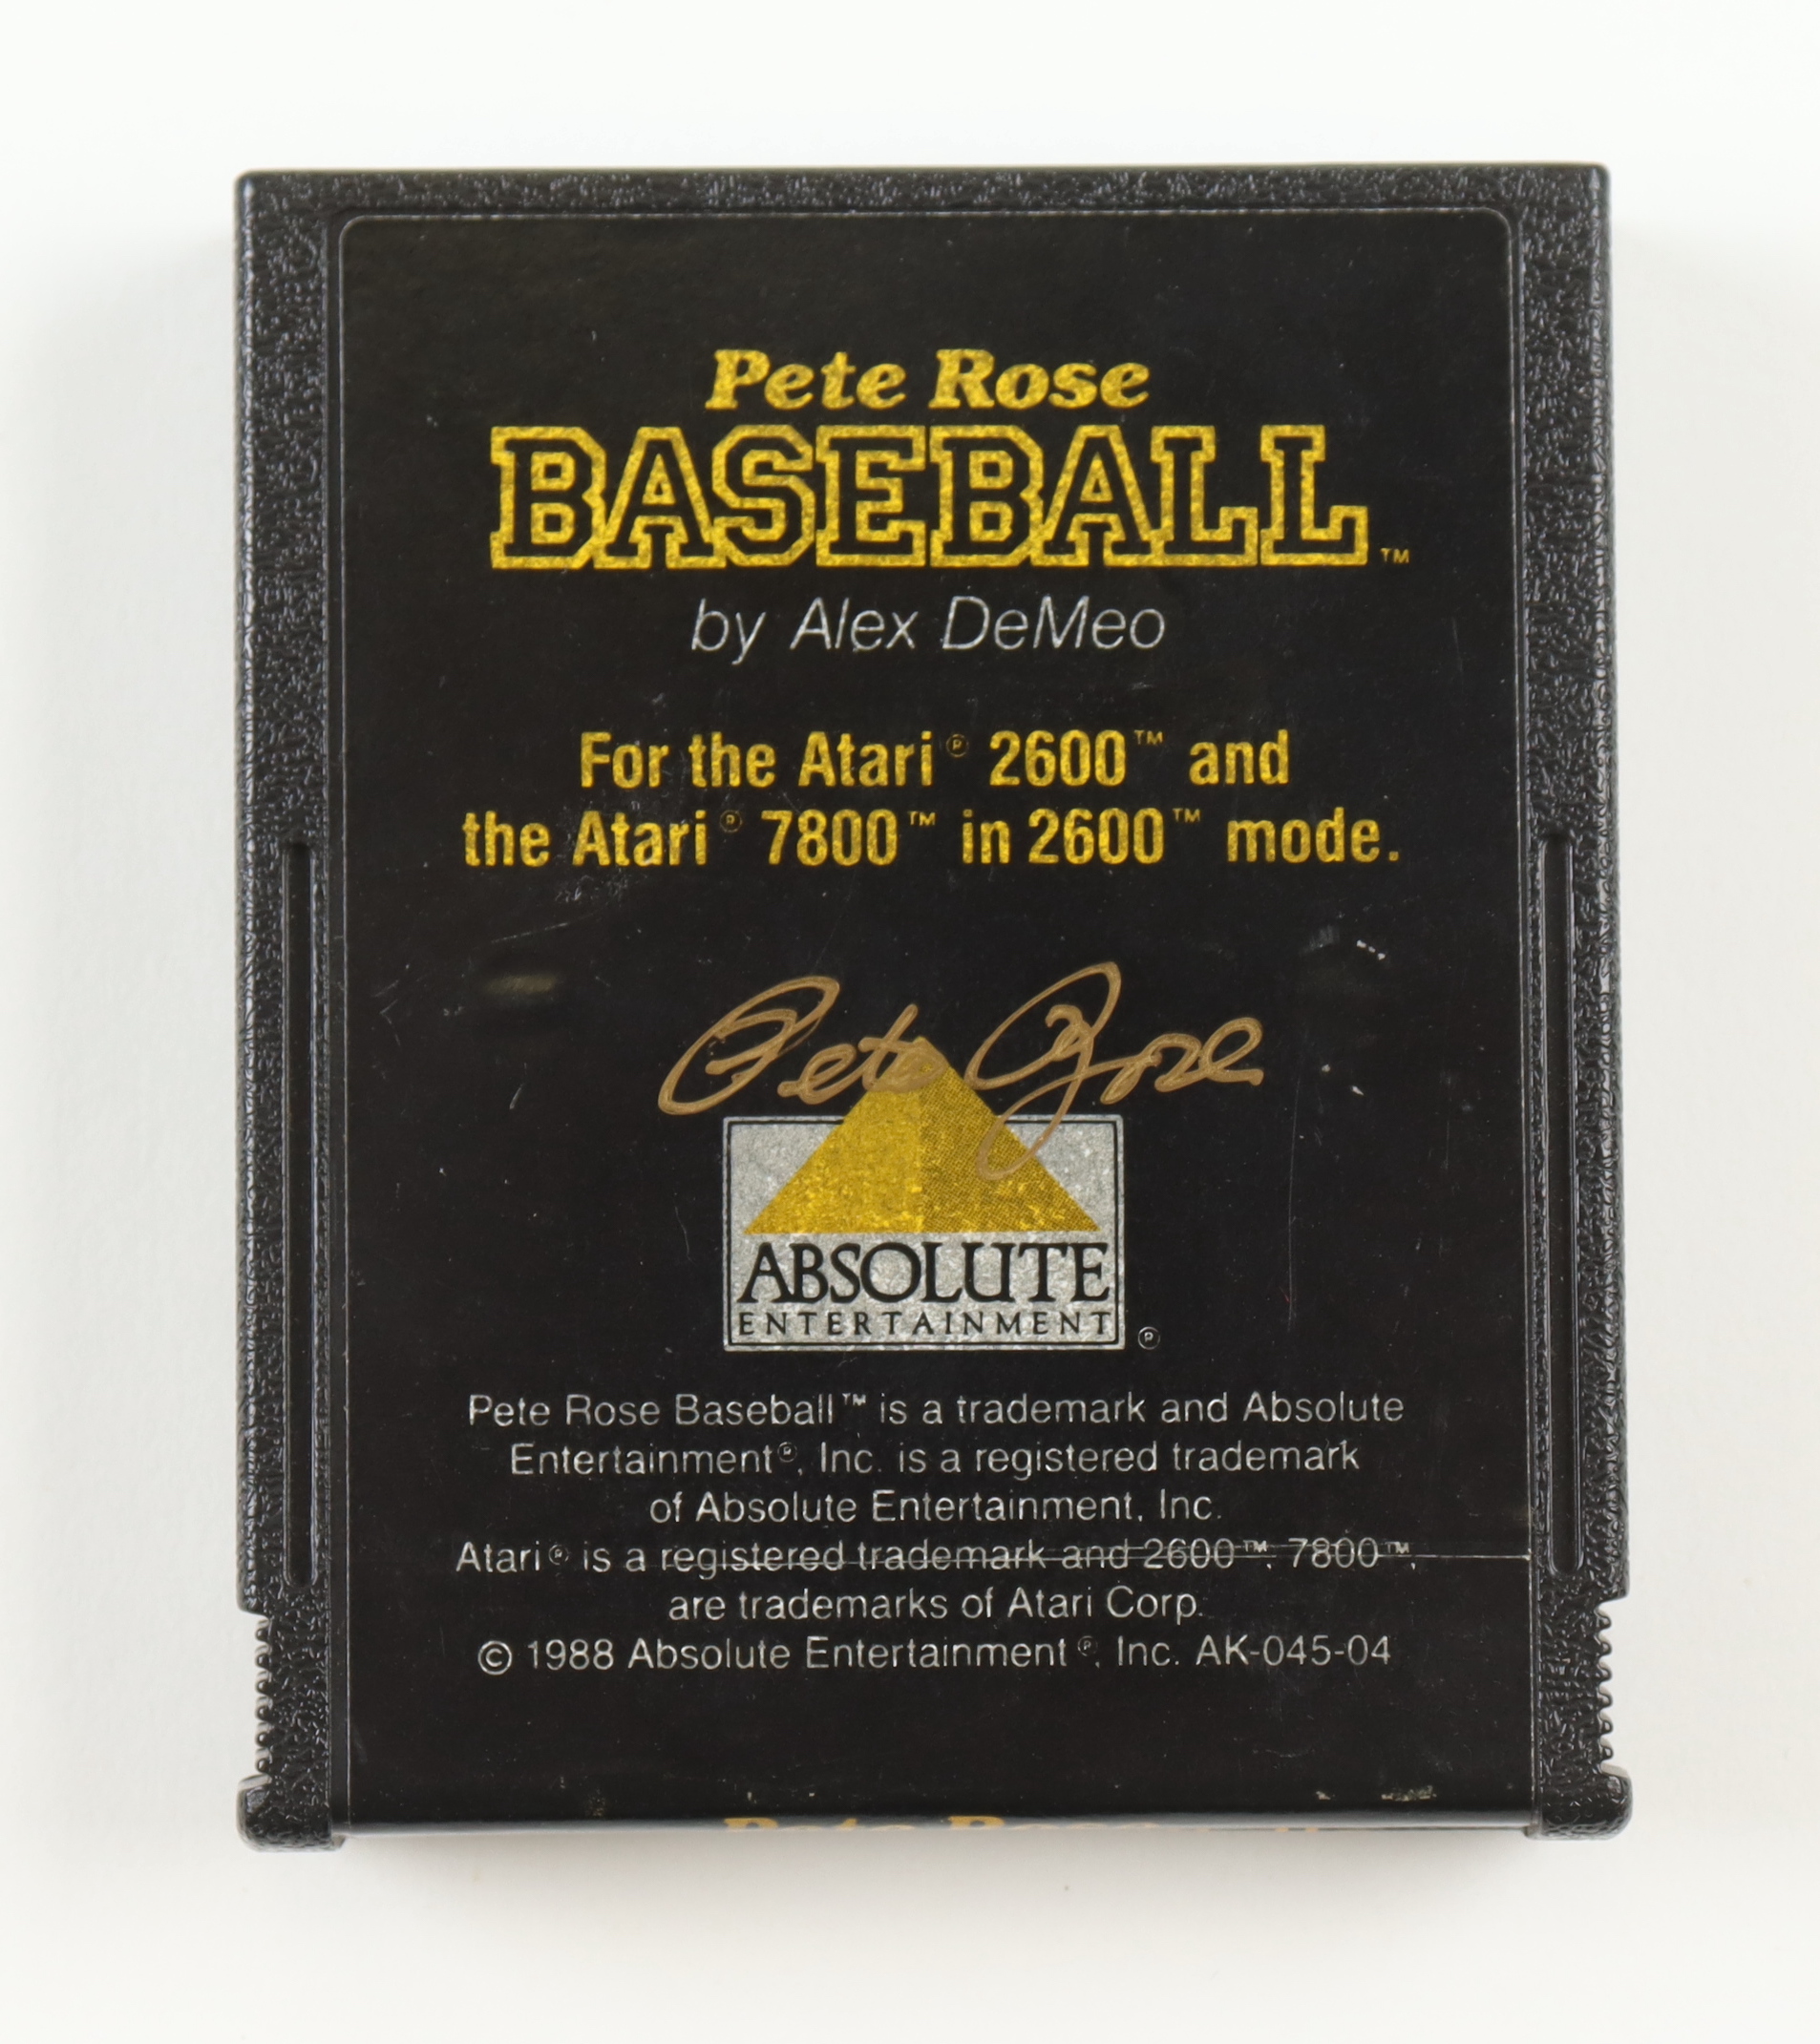 Pete Rose
BASEBALL™
by Alex DeMeo
For the Atari® 2600™ and
the Atari® 7800™ in 2600™ mode.
Pete Rose
ABSOLUTE
ENTERTAINMENT®
Pete Rose Baseball™ is a trademark and Absolute
Entertainment®, Inc. is a registered trademark
of Absolute Entertainment, Inc.
Atari® is a registered trademark and 2600™, 7800™,
are trademarks of Atari Corp.
© 1988 Absolute Entertainment®, Inc. AK-045-04